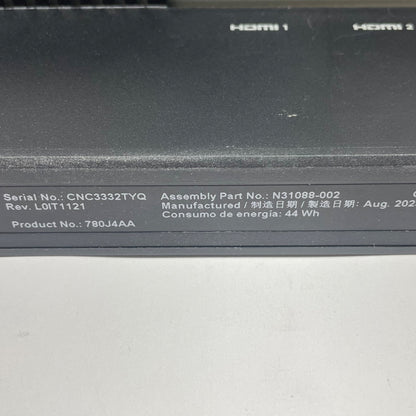 HDMI 1 HDMI 2
Serial No.: CNC3332TYQ Assembly Part No.: N31088-002
Rev. L0IT1121 Manufactured / 制造日期 / 製造日期: Aug. 202
Consumo de energía: 44 Wh
Product No.: 780J4AA